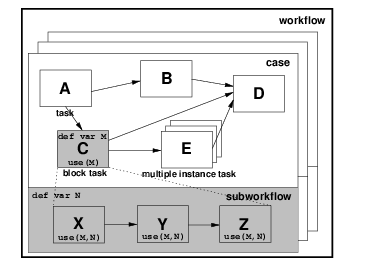 workflow
case
A
B
D
task
def var M
C
use(M)
block task
E
multiple instance task
def var N
subworkflow
X
use(M,N)
Y
use(M,N)
Z
use(M,N)